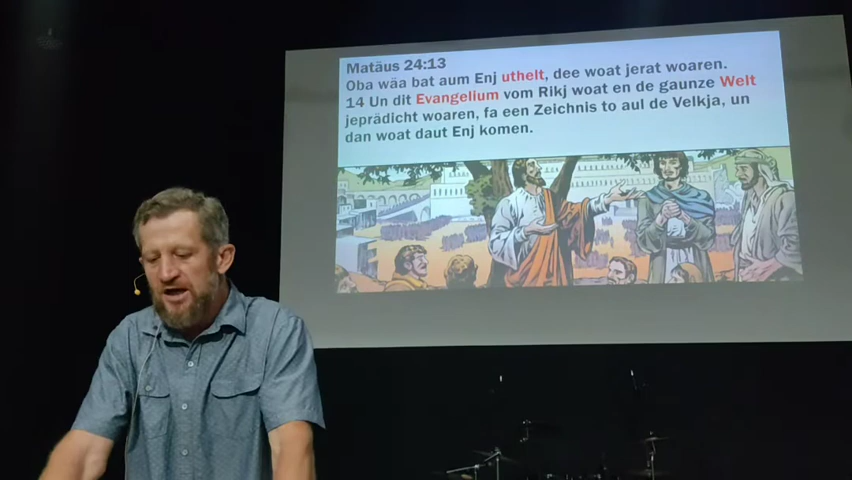 Matäus 24:13
Oba wäa bat aum Enj uthelt, dee woat jerat woaren.
14 Un dit Evangelium vom Rikj woat en de gaunze Welt
jeprädicht woaren, fa een Zeichnis to aul de Velkja, un
dan woat daut Enj komen.